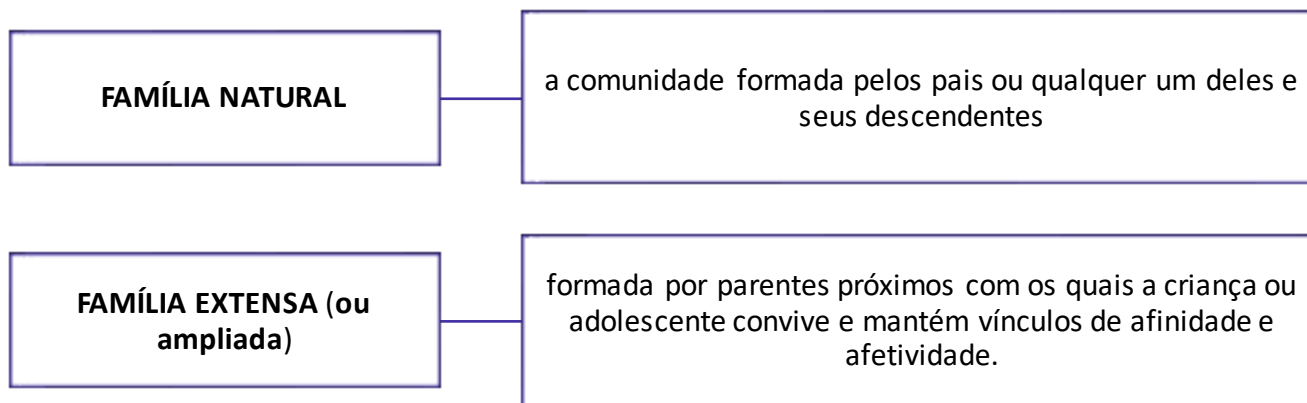 FAMÍLIA NATURAL
a comunidade formada pelos pais ou qualquer um deles e
seus descendentes
FAMÍLIA EXTENSA (ou
ampliada)
formada por parentes próximos com os quais a criança ou
adolescente convive e mantém vínculos de afinidade e
afetividade.